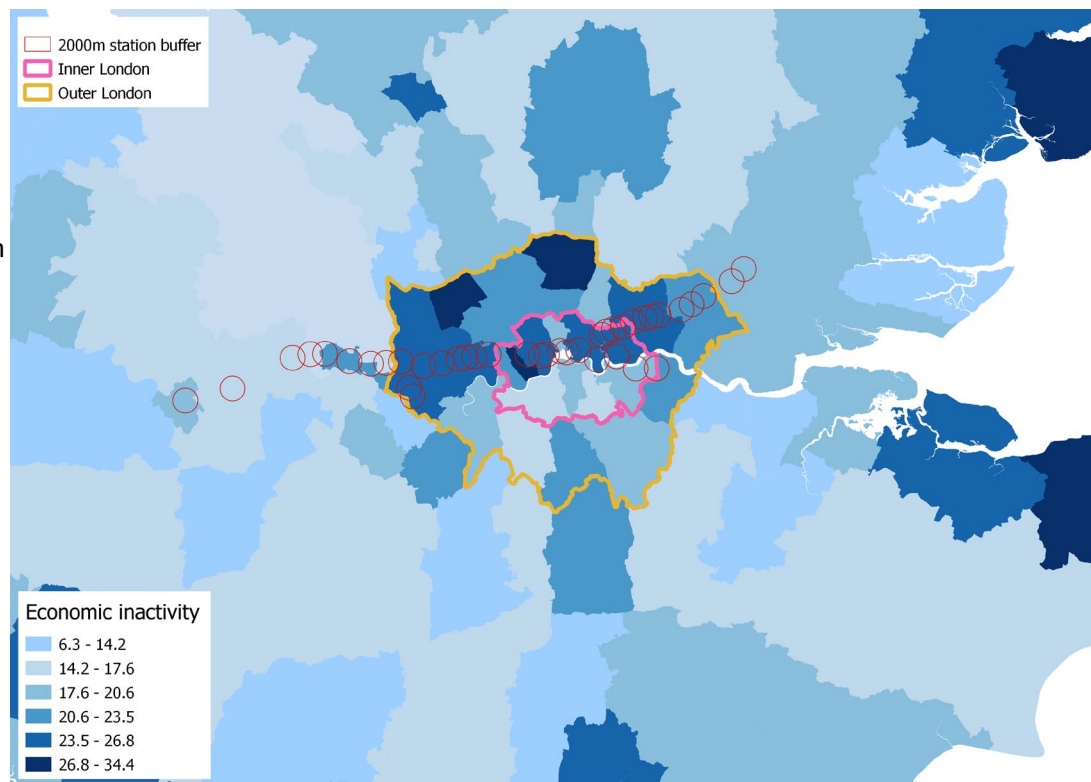 2000m station buffer
Inner London
Outer London
Economic inactivity
6.3 - 14.2
14.2 - 17.6
17.6 - 20.6
20.6 - 23.5
23.5 - 26.8
26.8 - 34.4